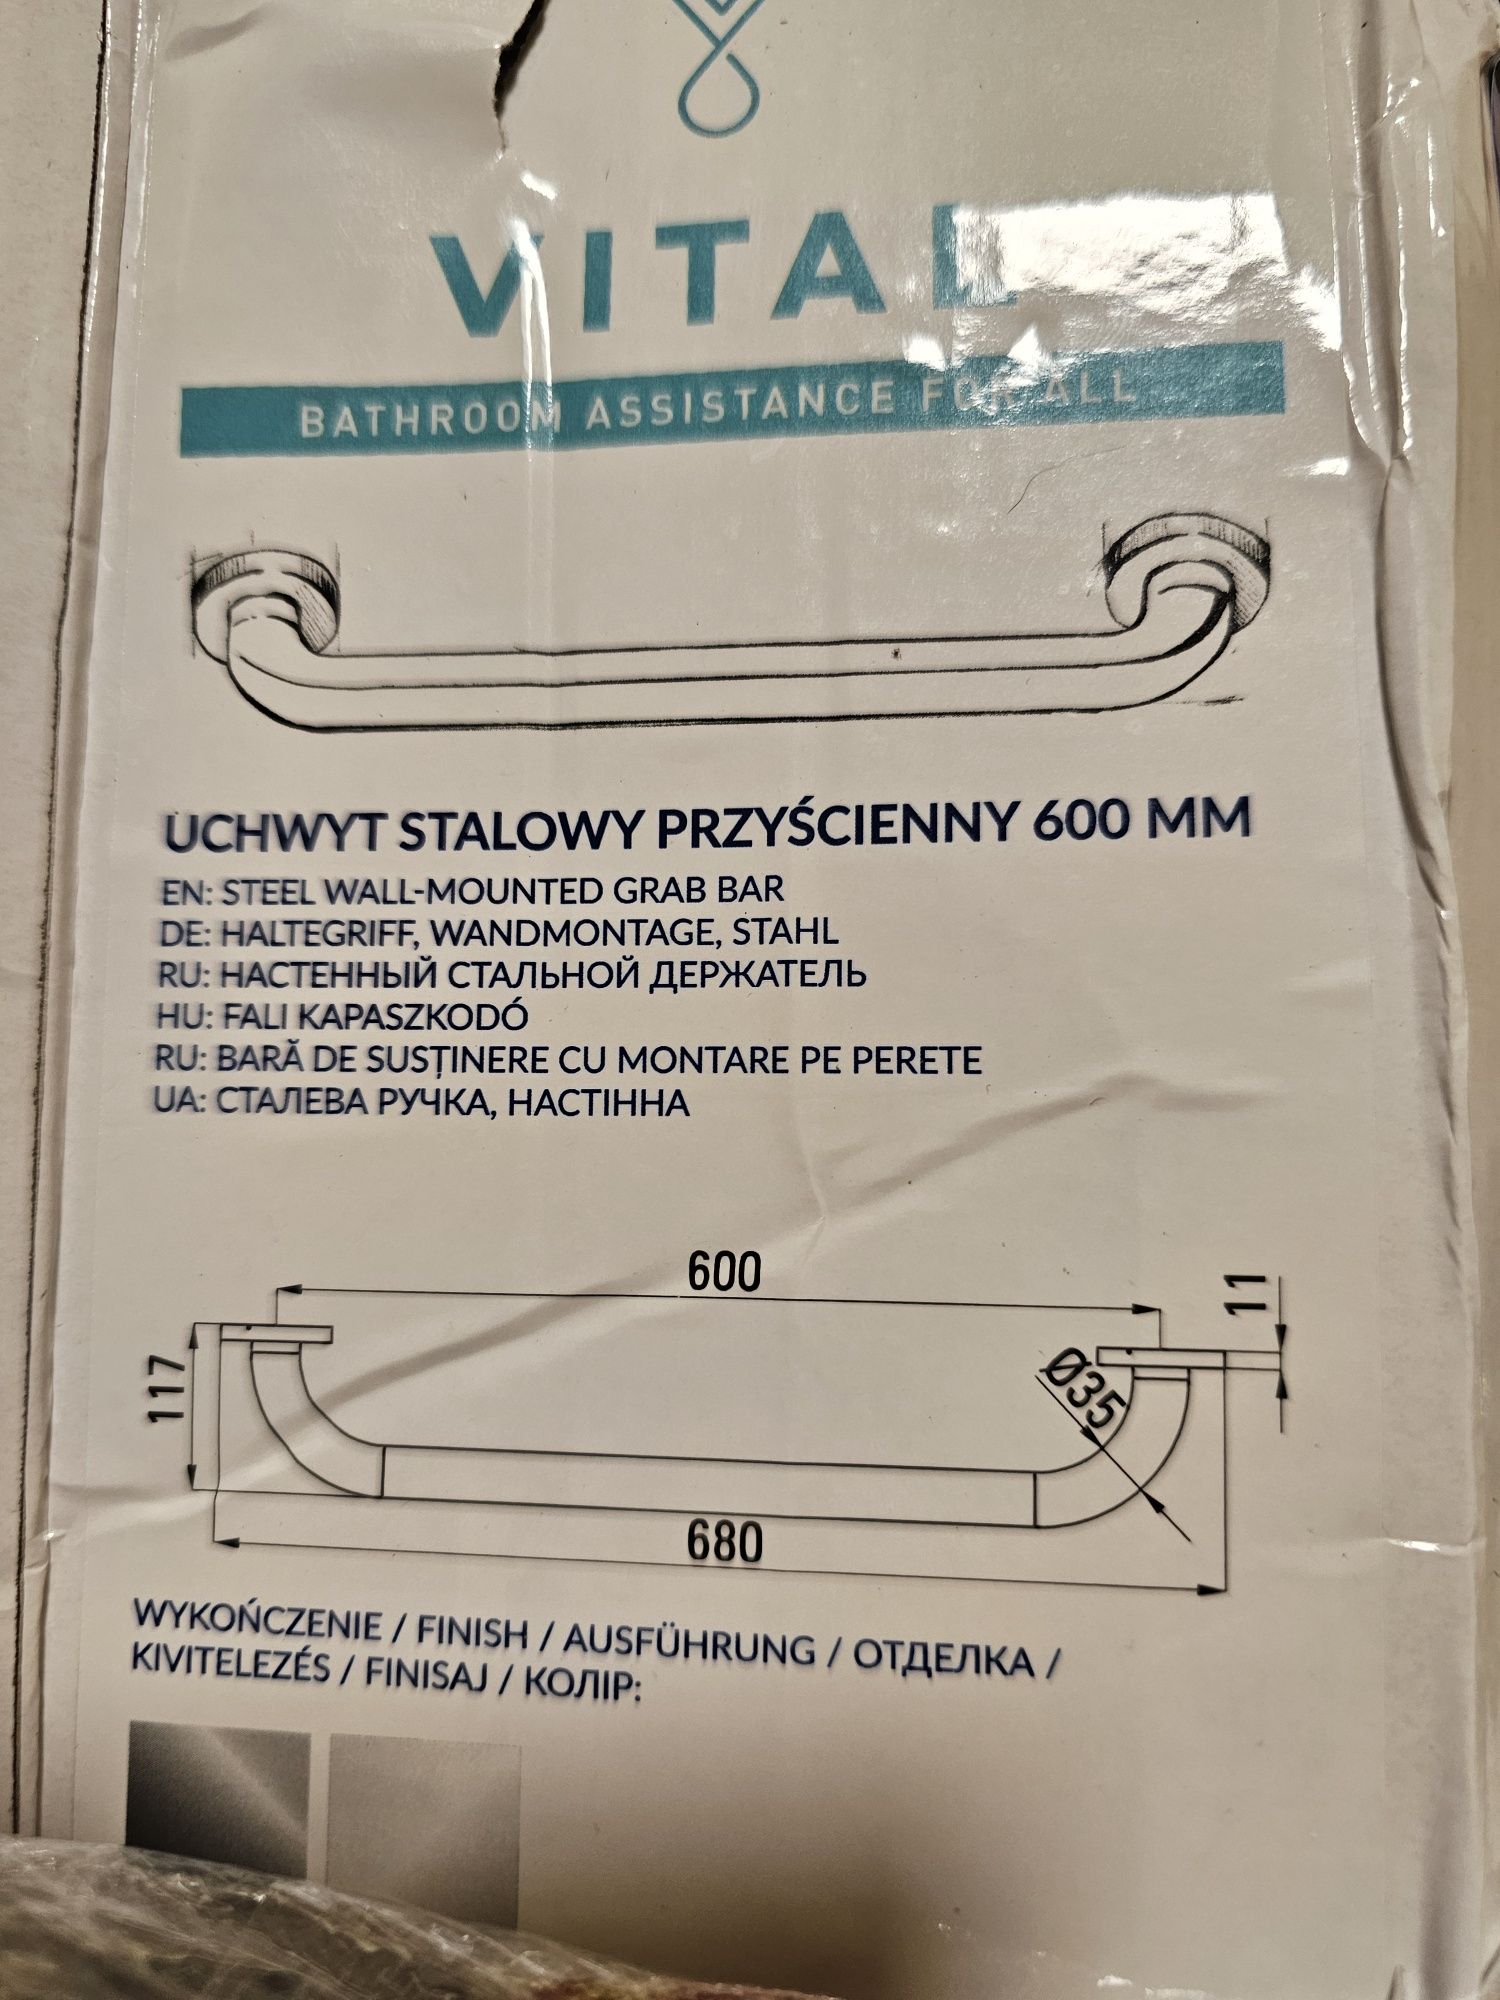 VITAL
BATHROOM ASSISTANCE FOR ALL
UCHWYT STALOWY PRZYŚCIENNY 600 MM
EN: STEEL WALL-MOUNTED GRAB BAR
DE: HALTEGRIFF, WANDMONTAGE, STAHL
RU: НАСТЕННЫЙ СТАЛЬНОЙ ДЕРЖАТЕЛЬ
HU: FALI KAPASZKODÓ
RU: BARĂ DE SUSȚINERE CU MONTARE PE PERETE
UA: СТАЛЕВА РУЧКА, НАСТІННА
600
11
117
Ø35
680
WYKOŃCZENIE / FINISH / AUSFÜHRUNG / ОТДЕЛКА /
KIVITELEZÉS / FINISAJ / КОЛІР: